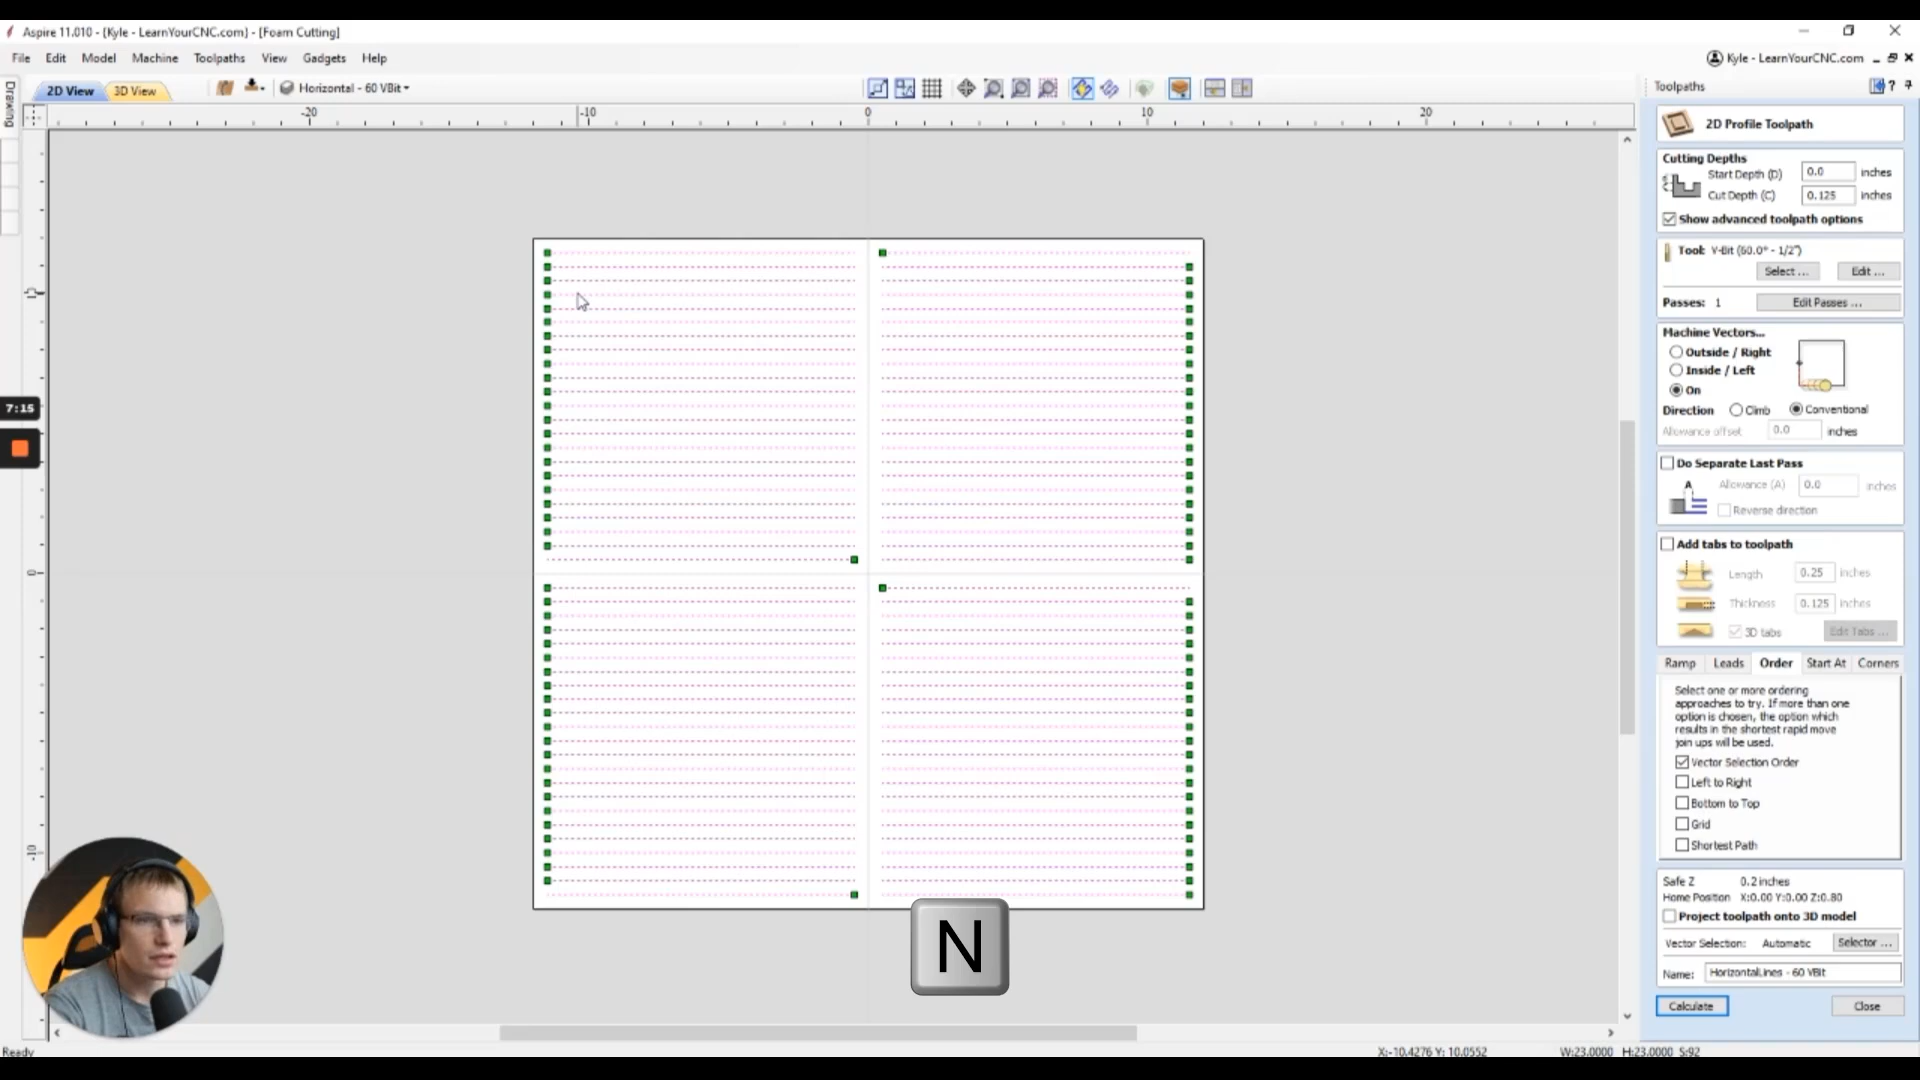 Aspire 11.010 - {Kyle - LearnYourCNC.com} - [Foam Cutting]
File Edit Model Machine Toolpaths View Gadgets Help
Kyle - LearnYourCNC.com
Drawing
2D View 3D View Horizontal - 60 VBit
-20 -10 0 10 20
0
-10
7:15
N
Toolpaths
2D Profile Toolpath
Cutting Depths
Start Depth (D) 0.0 inches
Cut Depth (C) 0.125 inches
Show advanced toolpath options
Tool: V-Bit (60.0° - 1/2")
Select ... Edit ...
Passes: 1 Edit Passes ...
Machine Vectors...
Outside / Right
Inside / Left
On
Direction Climb Conventional
Allowance offset 0.0 inches
Do Separate Last Pass
A Allowance (A) 0.0 inches
Reverse direction
Add tabs to toolpath
Length 0.25 inches
Thickness 0.125 inches
3D tabs Edit Tabs ...
Ramp Leads Order Start At Corners
Select one or more ordering
approaches to try. If more than one
option is chosen, the option which
results in the shortest rapid move
join ups will be used.
Vector Selection Order
Left to Right
Bottom to Top
Grid
Shortest Path
Safe Z 0.2 inches
Home Position X:0.00 Y:0.00 Z:0.80
Project toolpath onto 3D model
Vector Selection: Automatic Selector ...
Name: HorizontalLines - 60 VBit
Calculate Close
Ready X:-10.4276 Y: 10.0552 W:23.0000 H:23.0000 S:92